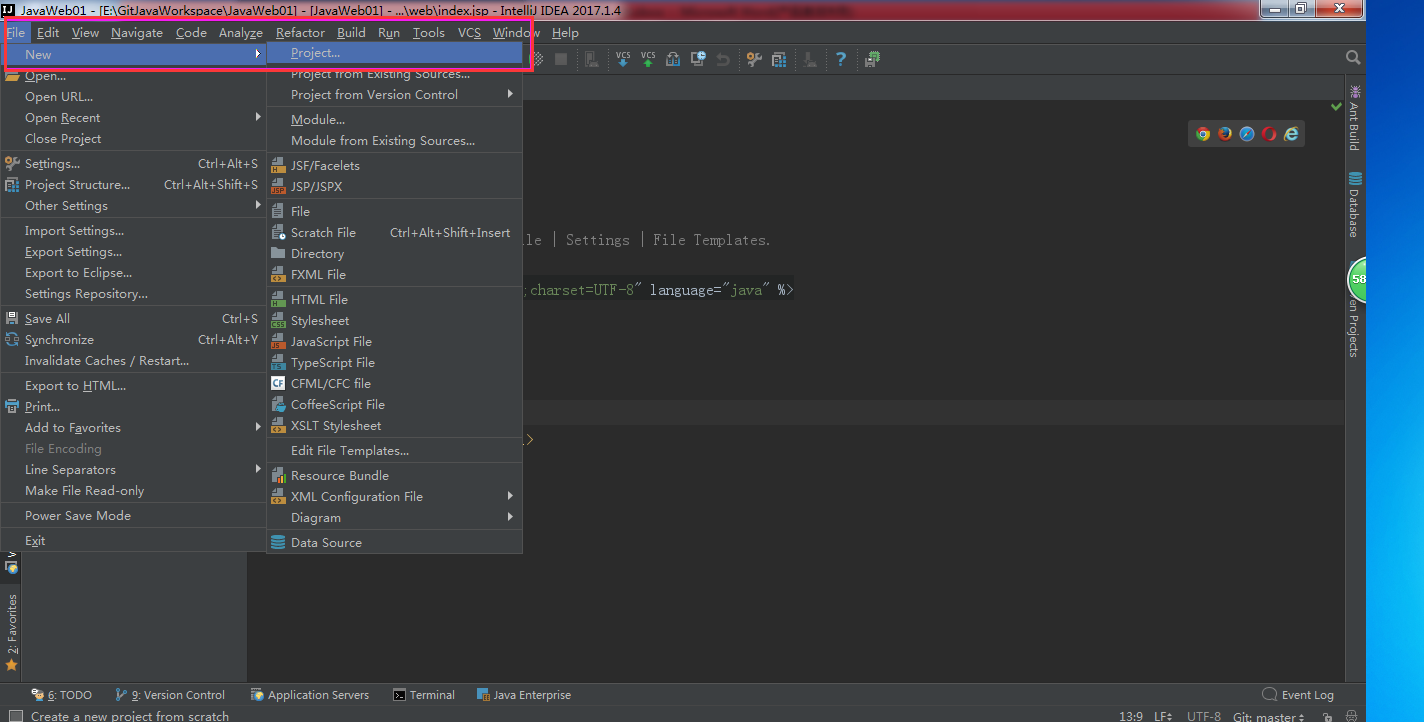 JavaWeb01 - [E:\GitJavaWorkspace\JavaWeb01] - [JavaWeb01] - ...\web\index.jsp - IntelliJ IDEA 2017.1.4
File Edit View Navigate Code Analyze Refactor Build Run Tools VCS Window Help
New
Project...
Open...
Project from Existing Sources...
Open URL...
Project from Version Control
Open Recent
Module...
Close Project
Module from Existing Sources...
Settings... Ctrl+Alt+S
JSF/Facelets
Project Structure... Ctrl+Alt+Shift+S
JSP/JSPX
Other Settings
File
Import Settings...
Scratch File Ctrl+Alt+Shift+Insert
Export Settings...
Directory
Export to Eclipse...
FXML File
Settings Repository...
HTML File
Save All Ctrl+S
Stylesheet
Synchronize Ctrl+Alt+Y
JavaScript File
Invalidate Caches / Restart...
TypeScript File
Export to HTML...
CFML/CFC file
Print...
CoffeeScript File
Add to Favorites
XSLT Stylesheet
File Encoding
Edit File Templates...
Line Separators
Resource Bundle
Make File Read-only
XML Configuration File
Power Save Mode
Diagram
Exit
Data Source
| Settings | File Templates.
;charset=UTF-8" language="java" %>
>
VCS VCS
Ant Build
Database
58
Projects
2: Favorites
6: TODO 9: Version Control Application Servers Terminal Java Enterprise Event Log
Create a new project from scratch 13:9 LF UTF-8 Git: master